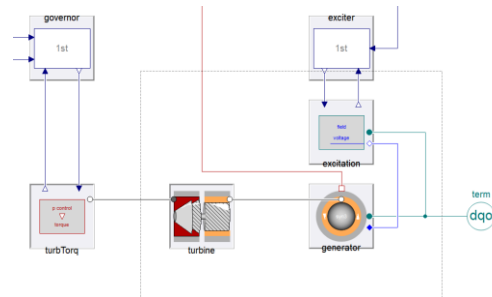 governor
exciter
1st
1st
field
voltage
excitation
term
p control
torque
dqo
turbTorq
turbine
generator